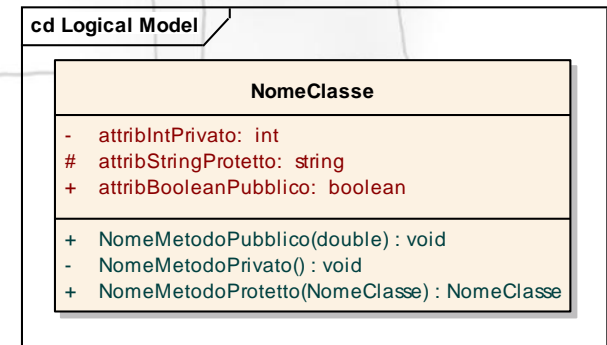 cd Logical Model
NomeClasse
- attribIntPrivato: int
# attribStringProtetto: string
+ attribBooleanPubblico: boolean
+ NomeMetodoPubblico(double) : void
- NomeMetodoPrivato() : void
+ NomeMetodoProtetto(NomeClasse) : NomeClasse